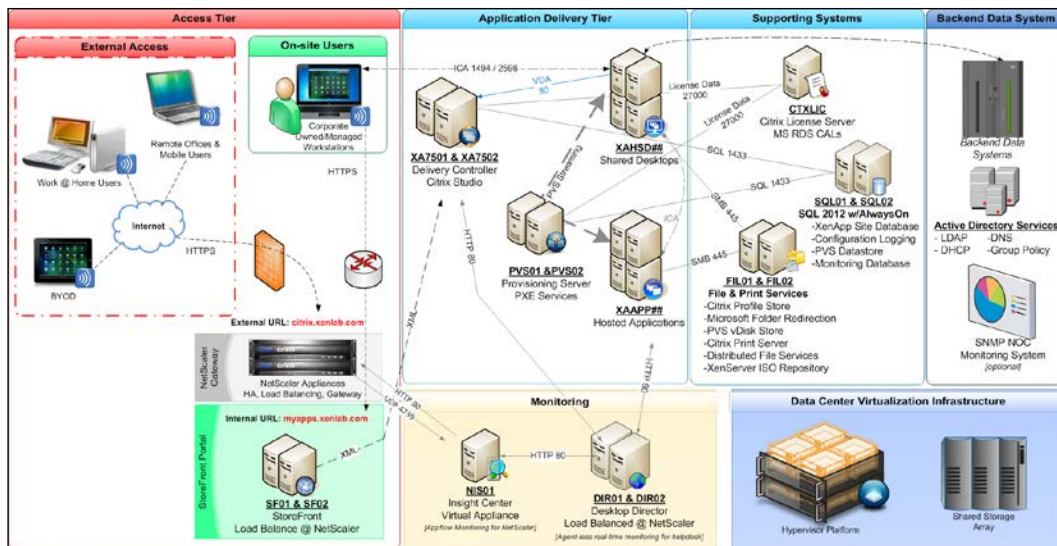 Access Tier
Application Delivery Tier
Supporting Systems
Backend Data System
External Access
On-site Users
Remote Offices &
Mobile Users
Work @ Home Users
Internet
HTTPS
BYOD
Corporate
Owned/Managed
Workstations
HTTPS
ICA 1494 / 2598
VDA
80
XA7501 & XA7502
Delivery Controller
Citrix Studio
XAHSD##
Shared Desktops
License Data
27000
License Data
27000
CTXLIC
Citrix License Server
MS RDS CALs
PVS Streaming
SQL 1433
SQL 1433
ICA
SMB 445
SMB 445
SQL01 & SQL02
SQL 2012 w/AlwaysOn
-XenApp Site Database
-Configuration Logging
-PVS Datastore
-Monitoring Database
PVS01 &PVS02
Provisioning Server
PXE Services
XAAPP##
Hosted Applications
FIL01 & FIL02
File & Print Services
-Citrix Profile Store
-Microsoft Folder Redirection
-PVS vDisk Store
-Citrix Print Server
-Distributed File Services
-XenServer ISO Repository
Backend Data
Systems
Active Directory Services
- LDAP -DNS
- DHCP -Group Policy
SNMP NOC
Monitoring System
[optional]
HTTP 80
XML
HTTP 80
External URL: citrix.xenlab.com
NetScaler
Gateway
NetScaler Appliances
HA, Load Balancing, Gateway
HTTP 80
UDP 4739
Internal URL: myapps.xenlab.com
StoreFront Portal
XML
SF01 & SF02
StoreFront
Load Balance @ NetScaler
Monitoring
HTTP 80
NIS01
Insight Center
Virtual Appliance
[Appflow Monitoring for NetScaler]
DIR01 & DIR02
Desktop Director
Load Balanced @ NetScaler
[Agent-less real-time monitoring for helpdesk]
Data Center Virtualization Infrastructure
Hypervisor Platform
Shared Storage
Array